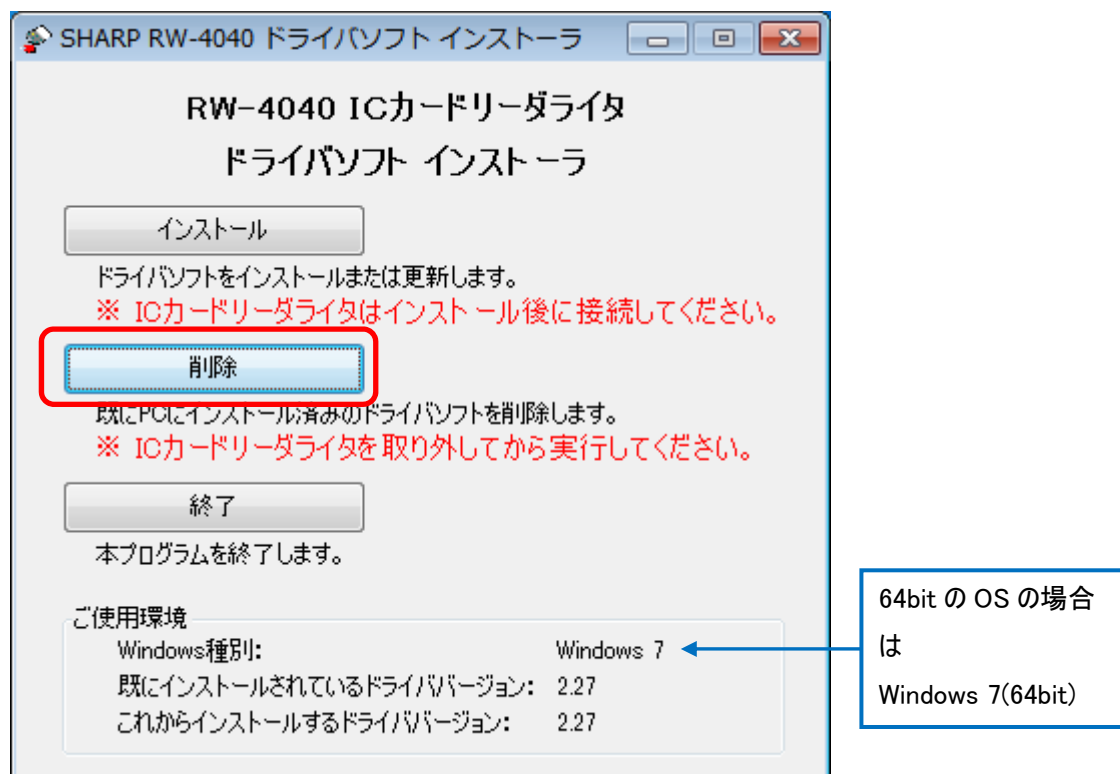 SHARP RW-4040 ドライバソフト インストーラ
RW-4040 ICカードリーダライタ
ドライバソフト インストーラ
インストール
ドライバソフトをインストールまたは更新します。
※ ICカードリーダライタはインストール後に接続してください。
削除
既にPCにインストール済みのドライバソフトを削除します。
※ ICカードリーダライタを取り外してから実行してください。
終了
本プログラムを終了します。
ご使用環境
Windows種別: Windows 7
既にインストールされているドライババージョン: 2.27
これからインストールするドライババージョン: 2.27
64bit の OS の場合
は
Windows 7(64bit)